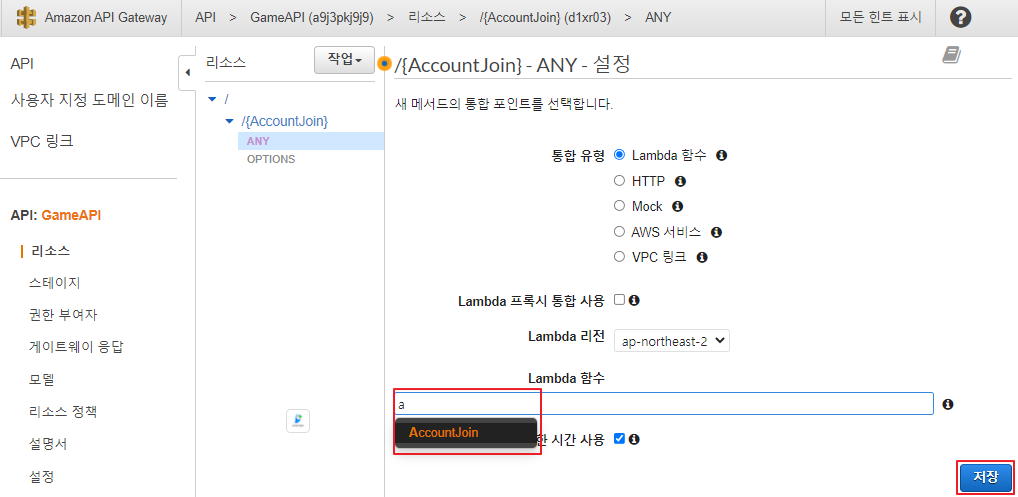 Amazon API Gateway
API > GameAPI (a9j3pkj9j9) > 리소스 > /{AccountJoin} (d1xr03) > ANY
모든 힌트 표시
API
사용자 지정 도메인 이름
VPC 링크
API: GameAPI
리소스
스테이지
권한 부여자
게이트웨이 응답
모델
리소스 정책
설명서
설정
리소스
작업
/
/{AccountJoin}
ANY
OPTIONS
/{AccountJoin} - ANY - 설정
새 메서드의 통합 포인트를 선택합니다.
통합 유형
Lambda 함수
HTTP
Mock
AWS 서비스
VPC 링크
Lambda 프록시 통합 사용
Lambda 리전 ap-northeast-2
Lambda 함수
a
AccountJoin
한 시간 사용
저장